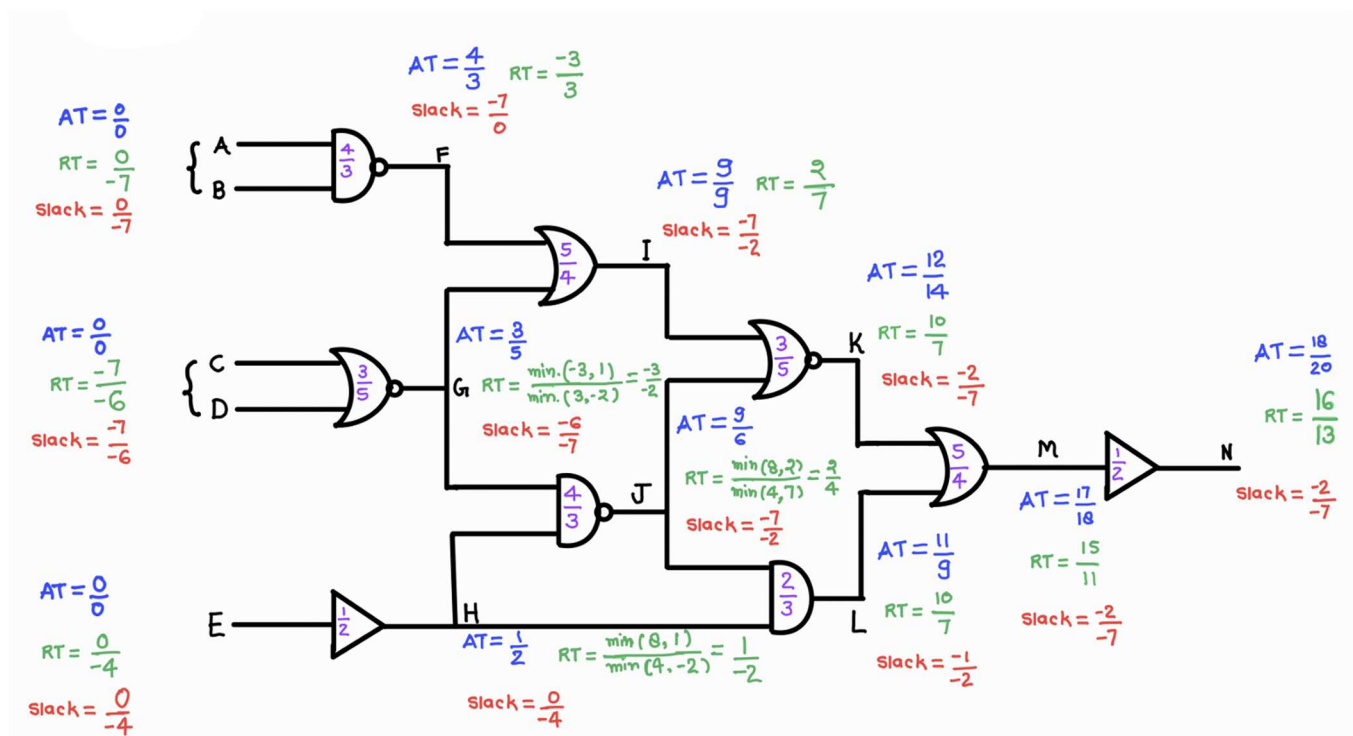 AT = 4/3 RT = -3/3
Slack = -7/0
AT = 0/0
RT = 0/-7
Slack = 0/-7
A
B
4/3
F
AT = 9/9 RT = 2/7
Slack = -7/-2
5/4
I
AT = 12/14
RT = 10/7
Slack = -2/-7
AT = 0/0
RT = -7/-6
Slack = -7/-6
C
D
3/5
G
AT = 3/5
RT = min.(-3, 1)/min.(3,-2) = -3/-2
Slack = -6/-7
3/5
K
AT = 9/6
RT = min(8,2)/min(4,7) = 2/4
Slack = -7/-2
AT = 18/20
RT = 16/13
Slack = -2/-7
5/4
M
1/2
N
AT = 17/18
RT = 15/11
Slack = -2/-7
4/3
J
AT = 11/9
RT = 10/7
Slack = -1/-2
2/3
L
AT = 0/0
RT = 0/-4
Slack = 0/-4
E
1/2
H
AT = 1/2 RT = min(8, 1)/min(4,-2) = 1/-2
Slack = 0/-4